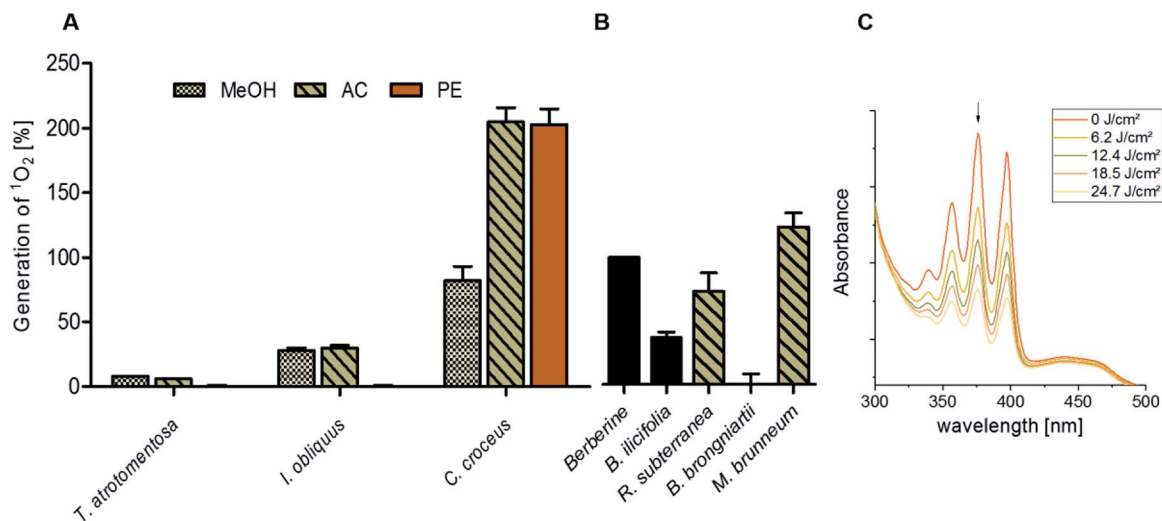 A
B
C
Generation of ¹O₂ [%]
250
200
150
100
50
0
MeOH
AC
PE
T. atrotomentosa
I. obliquus
C. croceus
Berberine
B. ilicifolia
R. subterranea
B. brongniartii
M. brunneum
Absorbance
0 J/cm²
6.2 J/cm²
12.4 J/cm²
18.5 J/cm²
24.7 J/cm²
300
350
400
450
500
wavelength [nm]